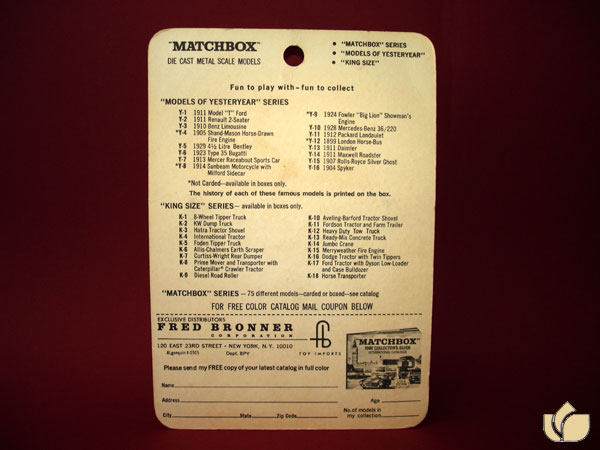 "MATCHBOX"
DIE CAST METAL SCALE MODELS
• "MATCHBOX" SERIES
• "MODELS OF YESTERYEAR"
• "KING SIZE"
Fun to play with–fun to collect
"MODELS OF YESTERYEAR" SERIES
Y-1 1911 Model "T" Ford
Y-2 1911 Renault 2-Seater
Y-3 1910 Benz Limousine
*Y-4 1905 Shand-Mason Horse-Drawn
Fire Engine
Y-5 1929 4½ Litre Bentley
Y-6 1923 Type 35 Bugatti
Y-7 1913 Mercer Raceabout Sports Car
*Y-8 1914 Sunbeam Motorcycle with
Milford Sidecar
*Y-9 1924 Fowler "Big Lion" Showman's
Engine
Y-10 1928 Mercedes-Benz 36/220
Y-11 1912 Packard Landaulet
*Y-12 1899 London Horse-Bus
Y-13 1911 Daimler
Y-14 1911 Maxwell Roadster
Y-15 1907 Rolls-Royce Silver Ghost
Y-16 1904 Spyker
*Not Carded—available in boxes only.
The history of each of these famous models is printed on the box.
"KING SIZE" SERIES— available in boxes only.
K-1 8-Wheel Tipper Truck
K-2 KW Dump Truck
K-3 Hatra Tractor Shovel
K-4 International Tractor
K-5 Foden Tipper Truck
K-6 Allis-Chalmers Earth Scraper
K-7 Curtiss-Wright Rear Dumper
K-8 Prime Mover and Transporter with
Caterpillar® Crawler Tractor
K-9 Diesel Road Roller
K-10 Aveling-Barford Tractor Shovel
K-11 Fordson Tractor and Farm Trailer
K-12 Heavy Duty Tow Truck
K-13 Ready-Mix Concrete Truck
K-14 Jumbo Crane
K-15 Merryweather Fire Engine
K-16 Dodge Tractor with Twin Tippers
K-17 Ford Tractor with Dyson Low-Loader
and Case Bulldozer
K-18 Horse Transporter
"MATCHBOX" SERIES — 75 different models—carded or boxed—see catalog
FOR FREE COLOR CATALOG MAIL COUPON BELOW
EXCLUSIVE DISTRIBUTORS
FRED BRONNER
CORPORATION
120 EAST 23RD STREET • NEW YORK, N.Y. 10010
Dept. BPY
TOY IMPORTS
"MATCHBOX"
COLLECTOR'S GUIDE
INTERNATIONAL CATALOGUE
Please send my FREE copy of your latest catalog in full color
Name
Address Age
City State Zip Code
No. of models in
my collection